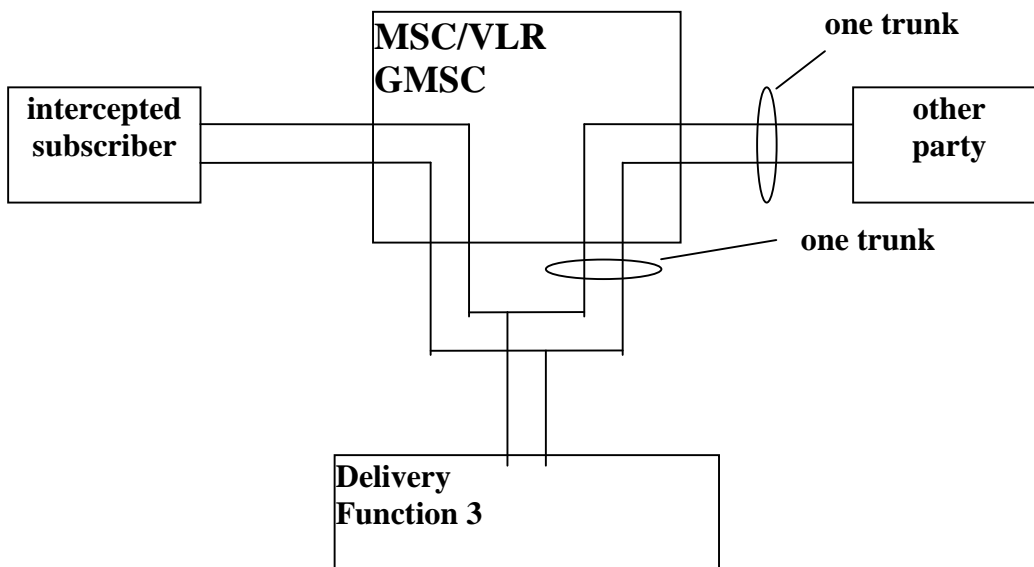 MSC/VLR
GMSC
one trunk
intercepted
subscriber
other
party
one trunk
Delivery
Function 3